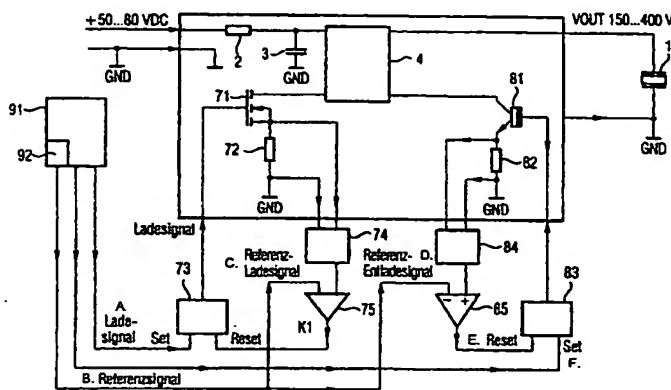 +50...80 VDC
VOUT 150...400 V
2
3
4
1
GND
GND
GND
71
81
91
92
72
82
GND
GND
Ladesignal
74
84
C. Referenz-
Ladesignal
Referenz- D.
Entladesignal
73
83
A.
Lade-
signal
Set
Reset
K1
75
- +
85
E. Reset
Set
F.
B. Referenzsignal